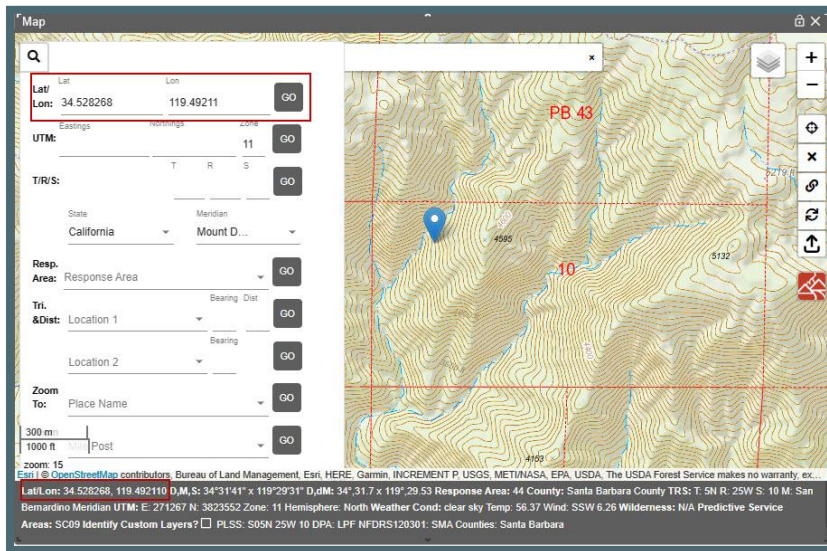 Map
Lat Lon
Lat/
Lon: 34.528268 119.49211 GO
Eastings Northings Zone
UTM: 11 GO
T R S
T/R/S: GO
State Meridian
California Mount D...
Resp.
Area: Response Area GO
Bearing Dist
Tri.
&Dist: Location 1 GO
Bearing
Location 2 GO
Zoom
To: Place Name GO
300 m
1000 ft Post GO
zoom: 15
PB 43
4595
10
5132
4153
Esri | © OpenStreetMap contributors, Bureau of Land Management, Esri, HERE, Garmin, INCREMENT P, USGS, METI/NASA, EPA, USDA, The USDA Forest Service makes no warranty, ex...
Lat/Lon: 34.528268, 119.492110 D,M,S: 34°31'41" x 119°29'31" D,dM: 34°,31.7 x 119°,29.53 Response Area: 44 County: Santa Barbara County TRS: T: 5N R: 25W S: 10 M: San
Bernardino Meridian UTM: E: 271267 N: 3823552 Zone: 11 Hemisphere: North Weather Cond: clear sky Temp: 56.37 Wind: SSW 6.26 Wilderness: N/A Predictive Service
Areas: SC09 Identify Custom Layers? PLSS: S05N 25W 10 DPA: LPF NFDRS120301: SMA Counties: Santa Barbara